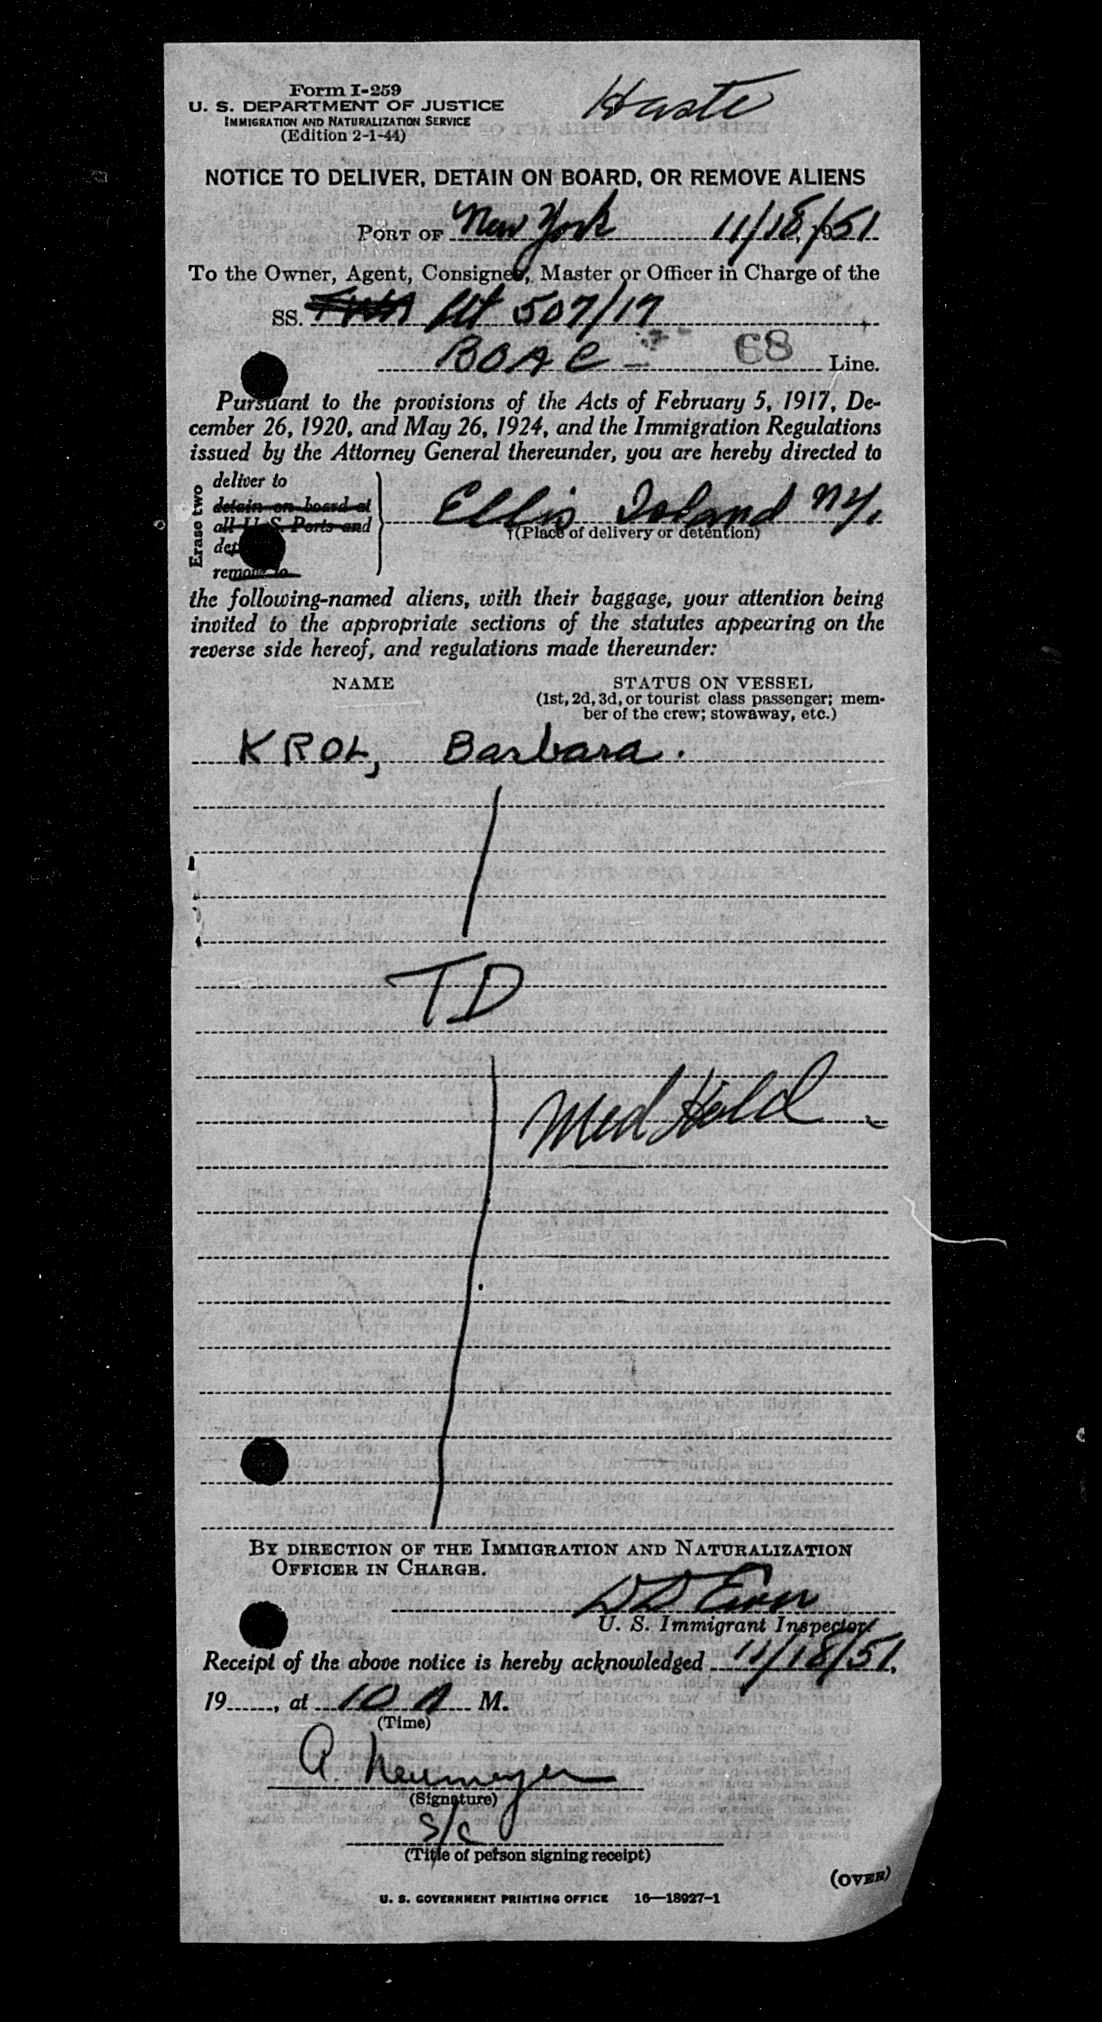 Form I-259
U. S. DEPARTMENT OF JUSTICE
IMMIGRATION AND NATURALIZATION SERVICE
(Edition 2-1-44)
Haste
NOTICE TO DELIVER, DETAIN ON BOARD, OR REMOVE ALIENS
PORT OF New York 11/18/51
To the Owner, Agent, Consignee, Master or Officer in Charge of the
SS. flt 507/17
BOAC 68 Line.
Pursuant to the provisions of the Acts of February 5, 1917, De-
cember 26, 1920, and May 26, 1924, and the Immigration Regulations
issued by the Attorney General thereunder, you are hereby directed to
Erase two
deliver to
detain on board at
all U. S. Ports and
remove to
Ellis Island NY.
(Place of delivery or detention)
the following-named aliens, with their baggage, your attention being
invited to the appropriate sections of the statutes appearing on the
reverse side hereof, and regulations made thereunder:
NAME STATUS ON VESSEL
(1st, 2d, 3d, or tourist class passenger; mem-
ber of the crew; stowaway, etc.)
KROL, Barbara.
TD
Med Hold
BY DIRECTION OF THE IMMIGRATION AND NATURALIZATION
OFFICER IN CHARGE.
U. S. Immigrant Inspector.
Receipt of the above notice is hereby acknowledged 11/18/51,
19....., at 10 A M.
(Time)
A. Neumeyer
(Signature)
S/C
(Title of person signing receipt)
(OVER)
U. S. GOVERNMENT PRINTING OFFICE 16—18927-1